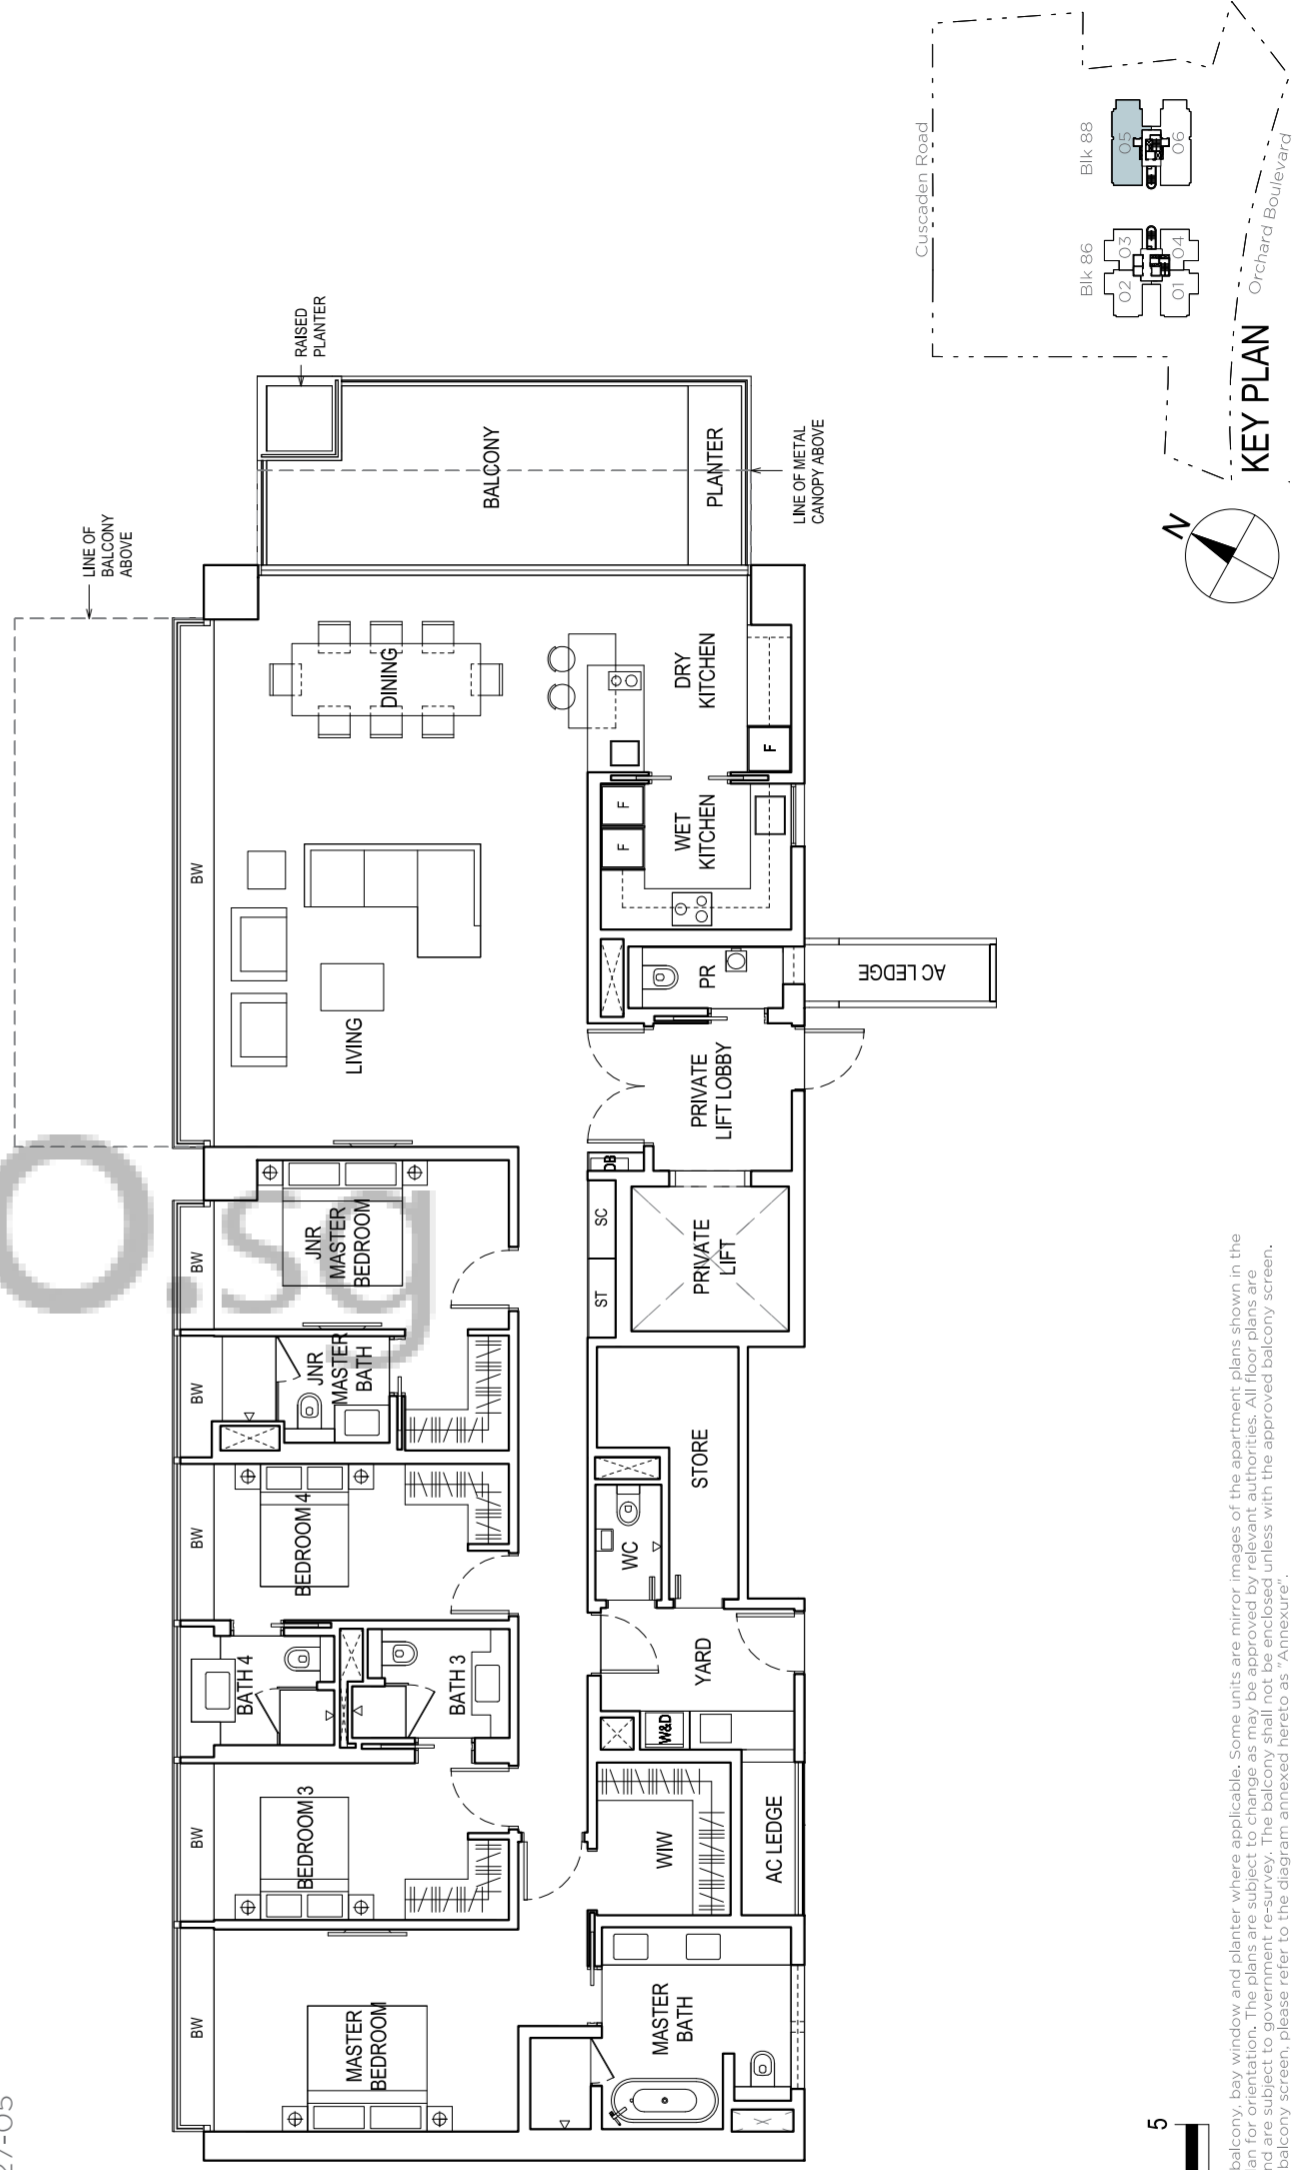 27-05
LINE OF
BALCONY
ABOVE
RAISED
PLANTER
BALCONY
PLANTER
LINE OF METAL
CANOPY ABOVE
DINING
DRY
KITCHEN
F
WET
KITCHEN
F
F
BW
LIVING
PR
AC LEDGE
PRIVATE
LIFT LOBBY
DB
SC
ST
PRIVATE
LIFT
BW
JNR
MASTER
BEDROOM
BW
JNR
MASTER
BATH
BW
BEDROOM 4
STORE
WC
BATH 4
BATH 3
YARD
W&D
BW
BEDROOM 3
WIW
AC LEDGE
BW
MASTER
BEDROOM
MASTER
BATH
O.sg
Cuscaden Road
Blk 86
Blk 88
02
03
01
04
05
06
Orchard Boulevard
KEY PLAN
N
5
balcony, bay window and planter where applicable. Some units are mirror images of the apartment plans shown in the
lan for orientation. The plans are subject to change as may be approved by relevant authorities. All floor plans are
nd are subject to government re-survey. The balcony shall not be enclosed unless with the approved balcony screen.
balcony screen, please refer to the diagram annexed hereto as "Annexure".